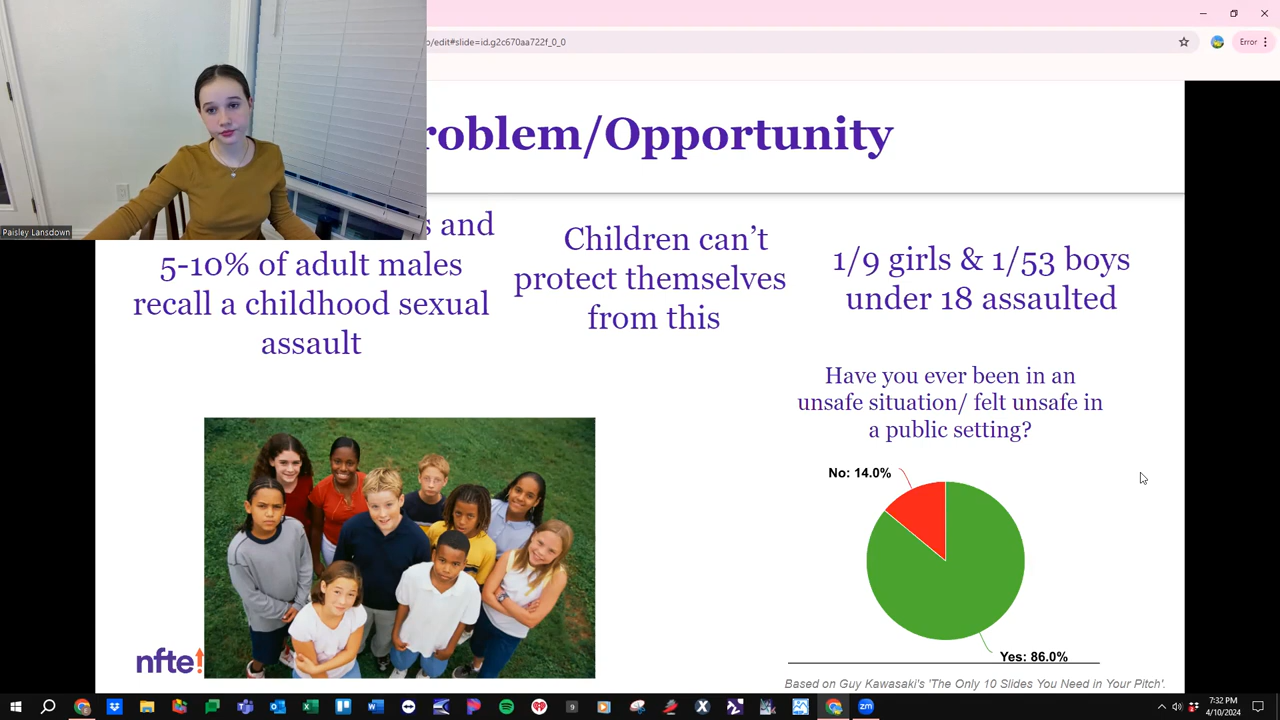 /edit#slide=id.g2c670aa722f_0_0
Error
roblem/Opportunity
Paisley Lansdown
s and
5-10% of adult males
recall a childhood sexual
assault
Children can’t
protect themselves
from this
1/9 girls & 1/53 boys
under 18 assaulted
Have you ever been in an
unsafe situation/ felt unsafe in
a public setting?
No: 14.0%
Yes: 86.0%
nfte!
Based on Guy Kawasaki's 'The Only 10 Slides You Need in Your Pitch'.
7:32 PM
4/10/2024